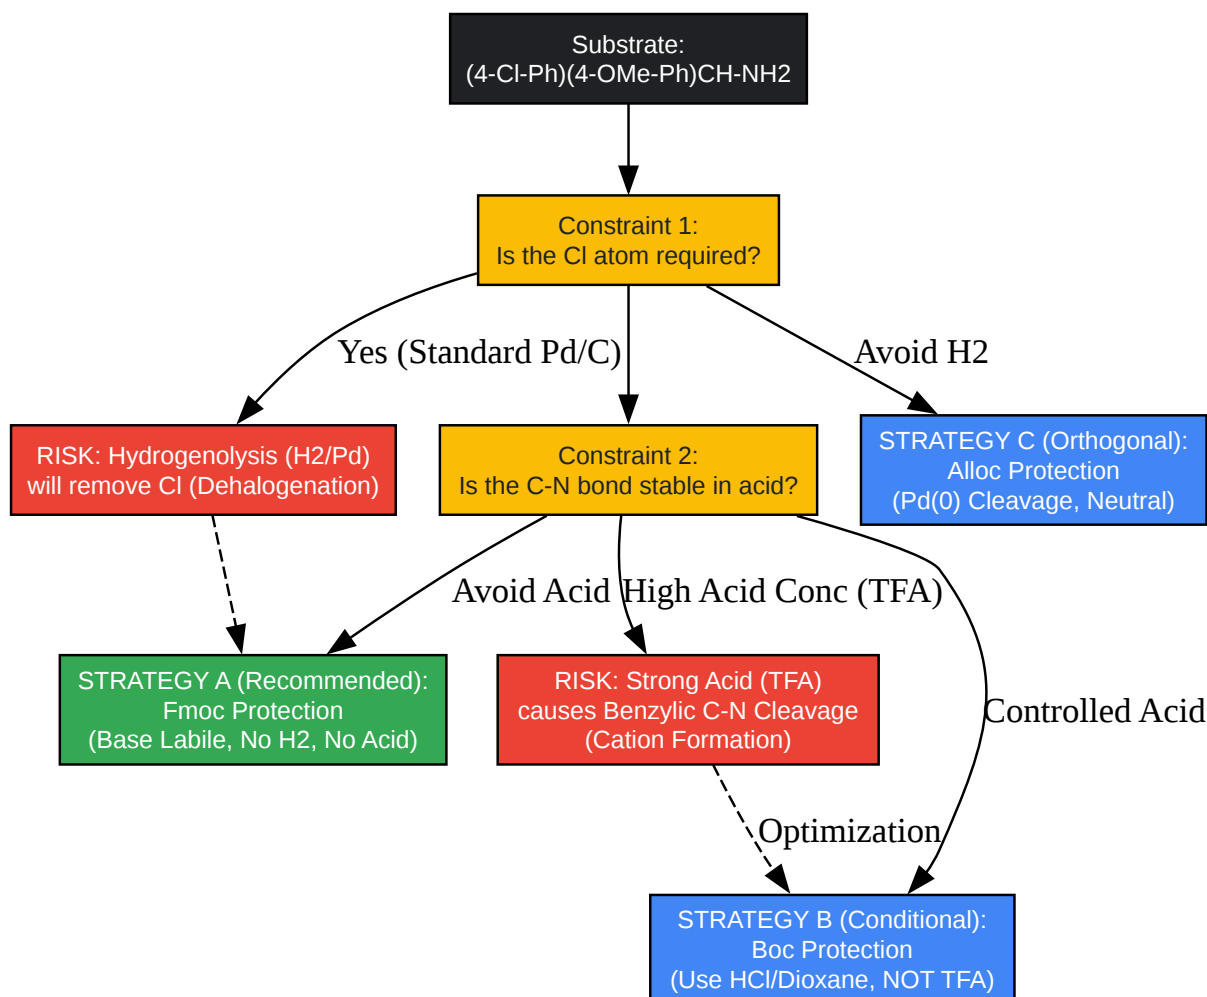 Substrate:
(4-Cl-Ph)(4-OMe-Ph)CH-NH2
Constraint 1:
Is the Cl atom required?
Yes (Standard Pd/C)
Avoid H2
RISK: Hydrogenolysis (H2/Pd)
will remove Cl (Dehalogenation)
Constraint 2:
Is the C-N bond stable in acid?
STRATEGY C (Orthogonal):
Alloc Protection
(Pd(0) Cleavage, Neutral)
Avoid Acid
High Acid Conc (TFA)
Controlled Acid
STRATEGY A (Recommended):
Fmoc Protection
(Base Labile, No H2, No Acid)
RISK: Strong Acid (TFA)
causes Benzylic C-N Cleavage
(Cation Formation)
Optimization
STRATEGY B (Conditional):
Boc Protection
(Use HCl/Dioxane, NOT TFA)